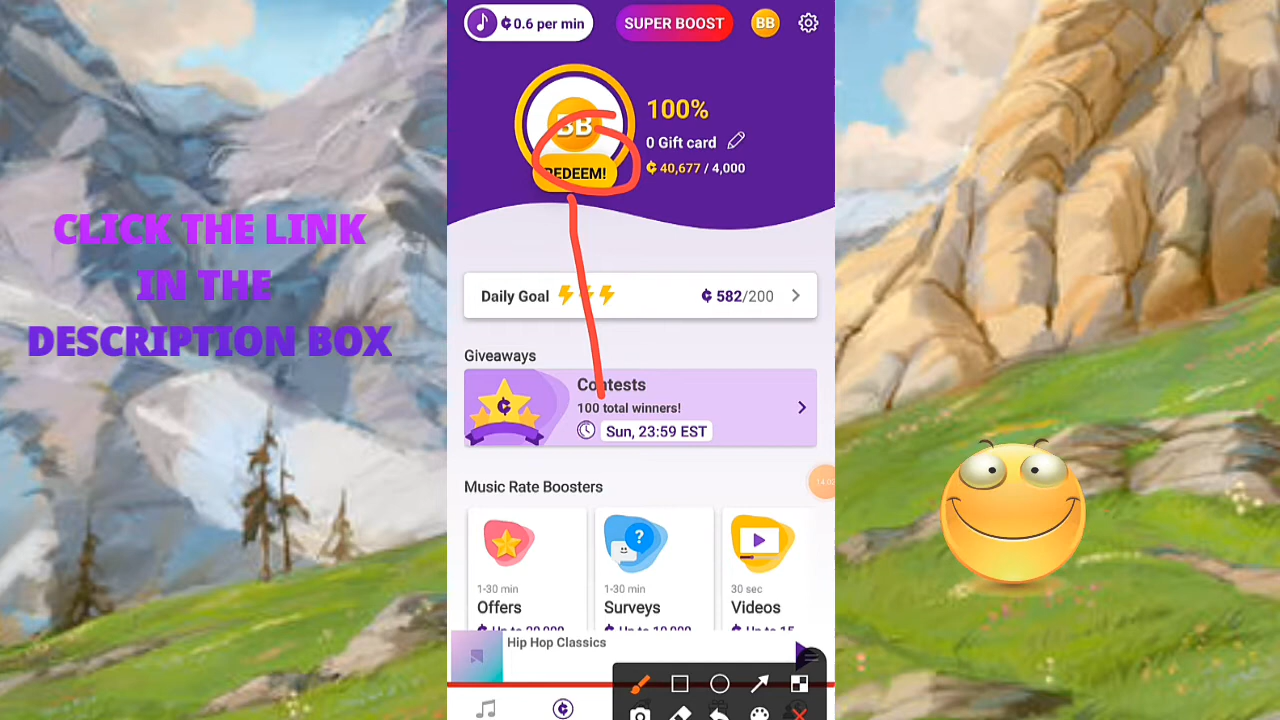 ₵ 0.6 per min
SUPER BOOST
BB
BB
REDEEM!
100%
0 Gift card
₵ 40,677 / 4,000
CLICK THE LINK
IN THE
DESCRIPTION BOX
Daily Goal
₵ 582/200
Giveaways
Contests
100 total winners!
Sun, 23:59 EST
Music Rate Boosters
1-30 min
Offers
1-30 min
Surveys
30 sec
Videos
Hip Hop Classics